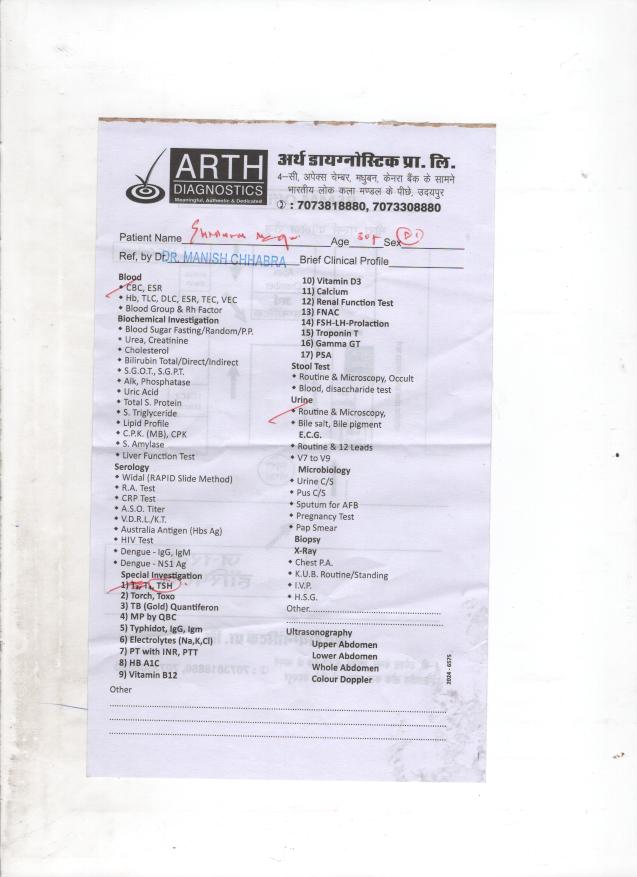 ARTH
DIAGNOSTICS
Meaningful, Authentic & Dedicated
अर्थ डायग्नोस्टिक प्रा. लि.
4–सी, अपेक्स चेम्बर, मधुबन, केनरा बैंक के सामने
भारतीय लोक कला मण्डल के पीछे, उदयपुर
: 7073818880, 7073308880
Patient Name Age 30 Sex
Ref, by Dr. DR. MANISH CHHABRA Brief Clinical Profile
Blood
CBC, ESR
Hb, TLC, DLC, ESR, TEC, VEC
Blood Group & Rh Factor
Biochemical Investigation
Blood Sugar Fasting/Random/P.P.
Urea, Creatinine
Cholesterol
Bilirubin Total/Direct/Indirect
S.G.O.T., S.G.P.T.
Alk, Phosphatase
Uric Acid
Total S. Protein
S. Triglyceride
Lipid Profile
C.P.K. (MB), CPK
S. Amylase
Liver Function Test
Serology
Widal (RAPID Slide Method)
R.A. Test
CRP Test
A.S.O. Titer
V.D.R.L./K.T.
Australia Antigen (Hbs Ag)
HIV Test
Dengue - IgG, IgM
Dengue - NS1 Ag
Special Investigation
1) TSH
2) Torch, Toxo
3) TB (Gold) Quantiferon
4) MP by QBC
5) Typhidot, IgG, Igm
6) Electrolytes (Na,K,Cl)
7) PT with INR, PTT
8) HB A1C
9) Vitamin B12
Other
10) Vitamin D3
11) Calcium
12) Renal Function Test
13) FNAC
14) FSH-LH-Prolaction
15) Troponin T
16) Gamma GT
17) PSA
Stool Test
Routine & Microscopy, Occult
Blood, disaccharide test
Urine
Routine & Microscopy,
Bile salt, Bile pigment
E.C.G.
Routine & 12 Leads
V7 to V9
Microbiology
Urine C/S
Pus C/S
Sputum for AFB
Pregnancy Test
Pap Smear
Biopsy
X-Ray
Chest P.A.
K.U.B. Routine/Standing
I.V.P.
H.S.G.
Other
Ultrasonography
Upper Abdomen
Lower Abdomen
Whole Abdomen
Colour Doppler
2024 - 6575